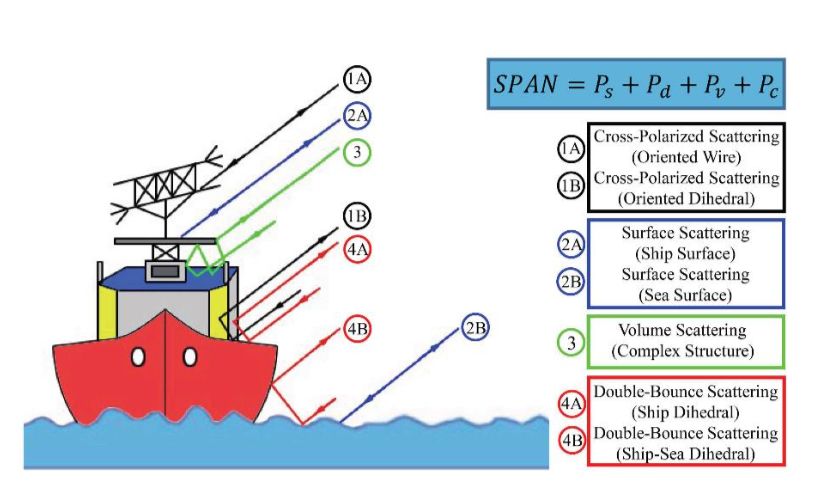 1A
2A
3
1B
4A
4B
2B
SPAN = P_s + P_d + P_v + P_c
1A
Cross-Polarized Scattering
(Oriented Wire)
1B
Cross-Polarized Scattering
(Oriented Dihedral)
2A
Surface Scattering
(Ship Surface)
2B
Surface Scattering
(Sea Surface)
3
Volume Scattering
(Complex Structure)
4A
Double-Bounce Scattering
(Ship Dihedral)
4B
Double-Bounce Scattering
(Ship-Sea Dihedral)